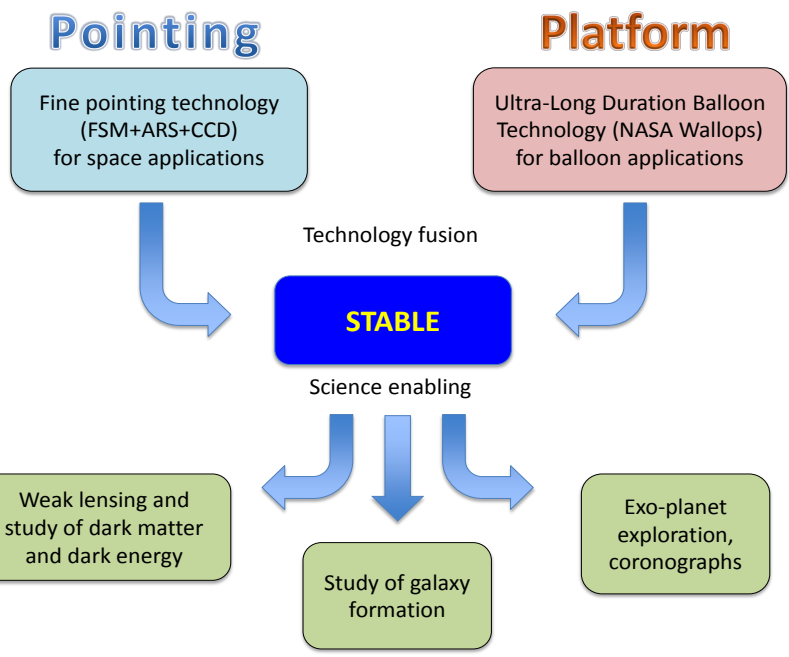 Pointing
Platform
Fine pointing technology
(FSM+ARS+CCD)
for space applications
Ultra-Long Duration Balloon
Technology (NASA Wallops)
for balloon applications
Technology fusion
STABLE
Science enabling
Weak lensing and
study of dark matter
and dark energy
Study of galaxy
formation
Exo-planet
exploration,
coronographs